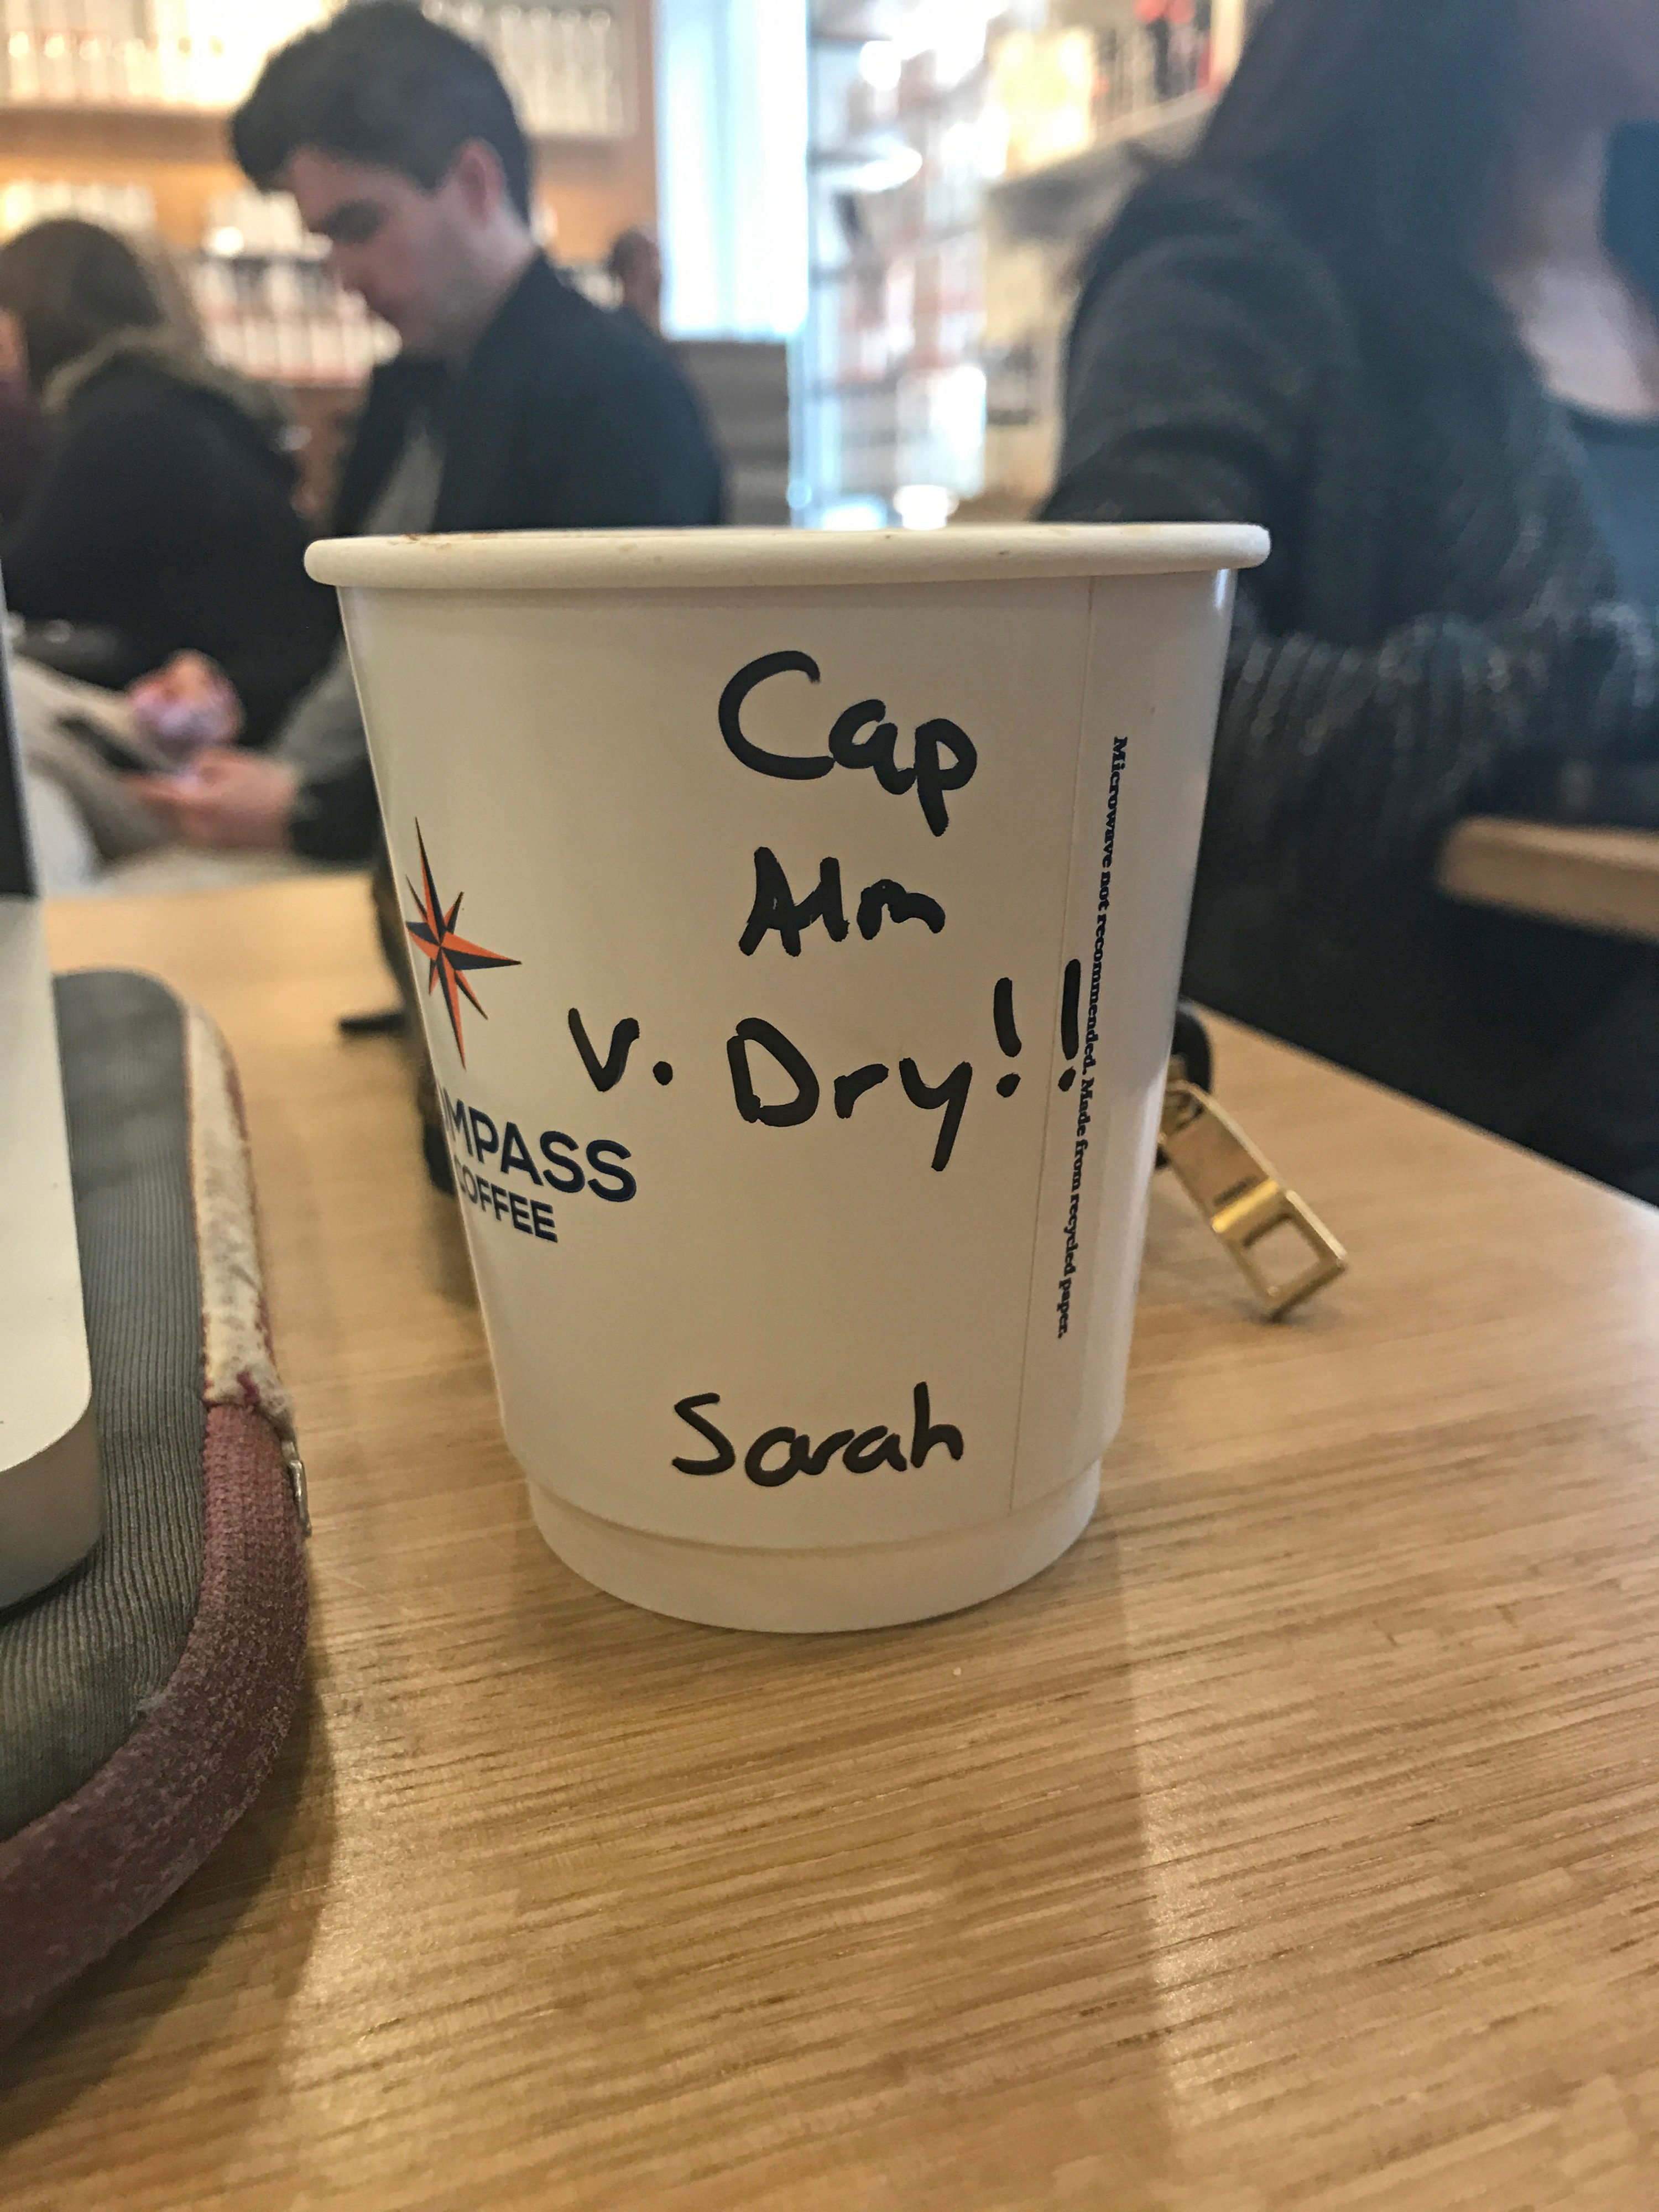 Cap
Alm
V. Dry!!
MPASS
COFFEE
Microwave not recommended. Made from recycled paper.
Sarah